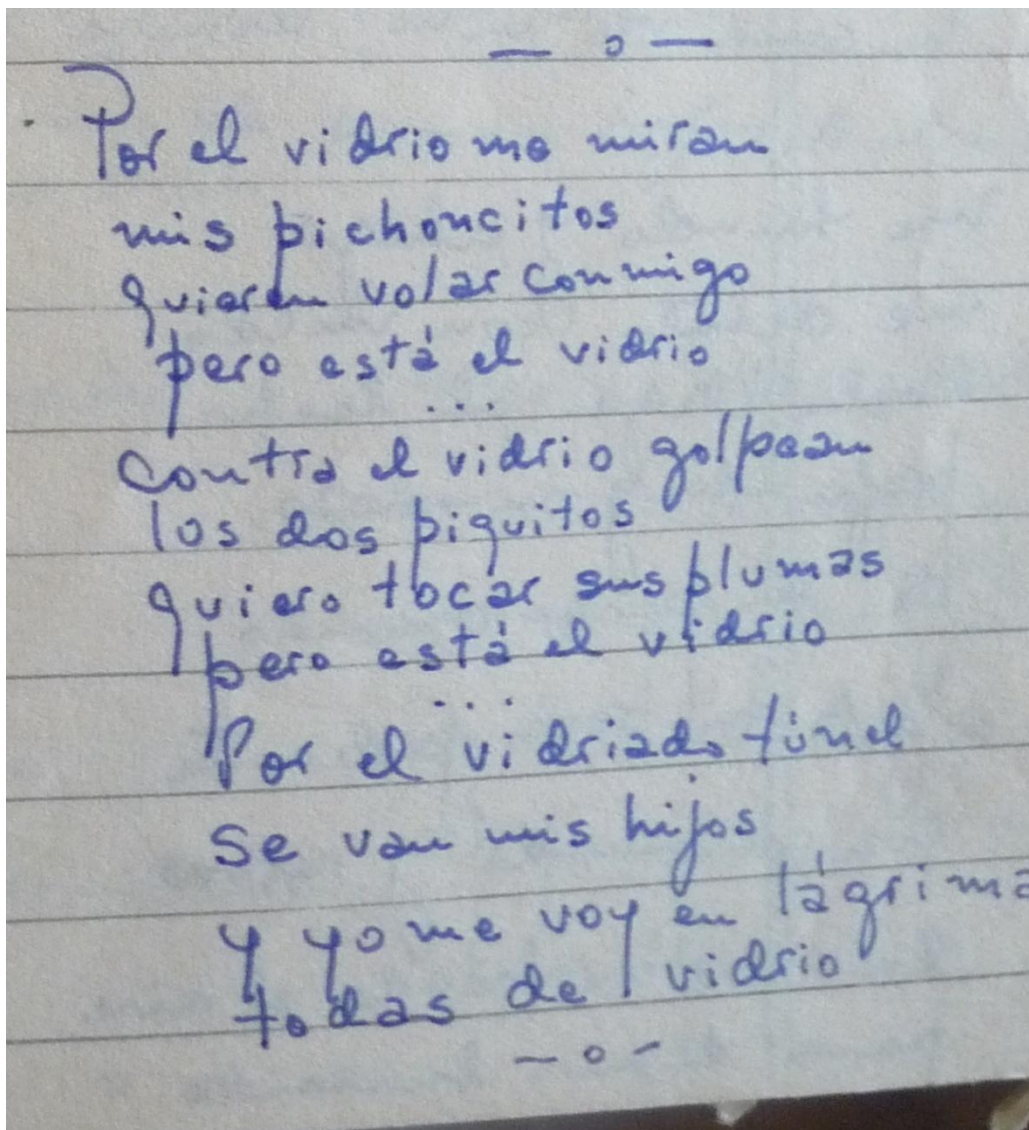 — o —
Por el vidrio me miran
mis pichoncitos
quieren volar conmigo
pero está el vidrio
...
contra el vidrio golpean
los dos piquitos
quiero tocar sus plumas
pero está el vidrio
...
Por el vidriado túnel
se van mis hijos
y yo me voy en lágrima
todas de vidrio
— o —